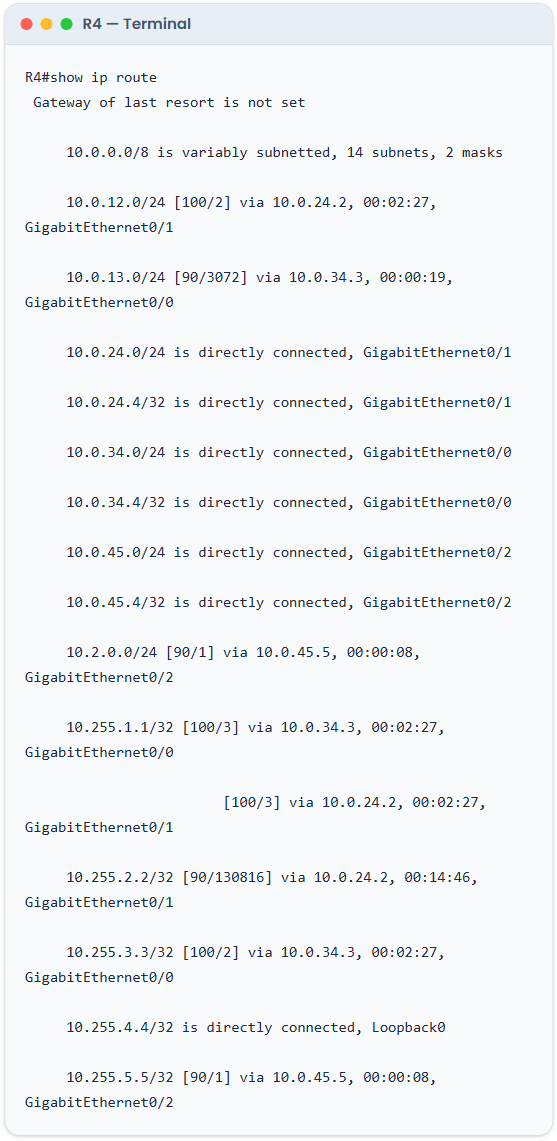 R4 — Terminal
R4#show ip route
Gateway of last resort is not set
10.0.0.0/8 is variably subnetted, 14 subnets, 2 masks
10.0.12.0/24 [100/2] via 10.0.24.2, 00:02:27,
GigabitEthernet0/1
10.0.13.0/24 [90/3072] via 10.0.34.3, 00:00:19,
GigabitEthernet0/0
10.0.24.0/24 is directly connected, GigabitEthernet0/1
10.0.24.4/32 is directly connected, GigabitEthernet0/1
10.0.34.0/24 is directly connected, GigabitEthernet0/0
10.0.34.4/32 is directly connected, GigabitEthernet0/0
10.0.45.0/24 is directly connected, GigabitEthernet0/2
10.0.45.4/32 is directly connected, GigabitEthernet0/2
10.2.0.0/24 [90/1] via 10.0.45.5, 00:00:08,
GigabitEthernet0/2
10.255.1.1/32 [100/3] via 10.0.34.3, 00:02:27,
GigabitEthernet0/0
[100/3] via 10.0.24.2, 00:02:27,
GigabitEthernet0/1
10.255.2.2/32 [90/130816] via 10.0.24.2, 00:14:46,
GigabitEthernet0/1
10.255.3.3/32 [100/2] via 10.0.34.3, 00:02:27,
GigabitEthernet0/0
10.255.4.4/32 is directly connected, Loopback0
10.255.5.5/32 [90/1] via 10.0.45.5, 00:00:08,
GigabitEthernet0/2